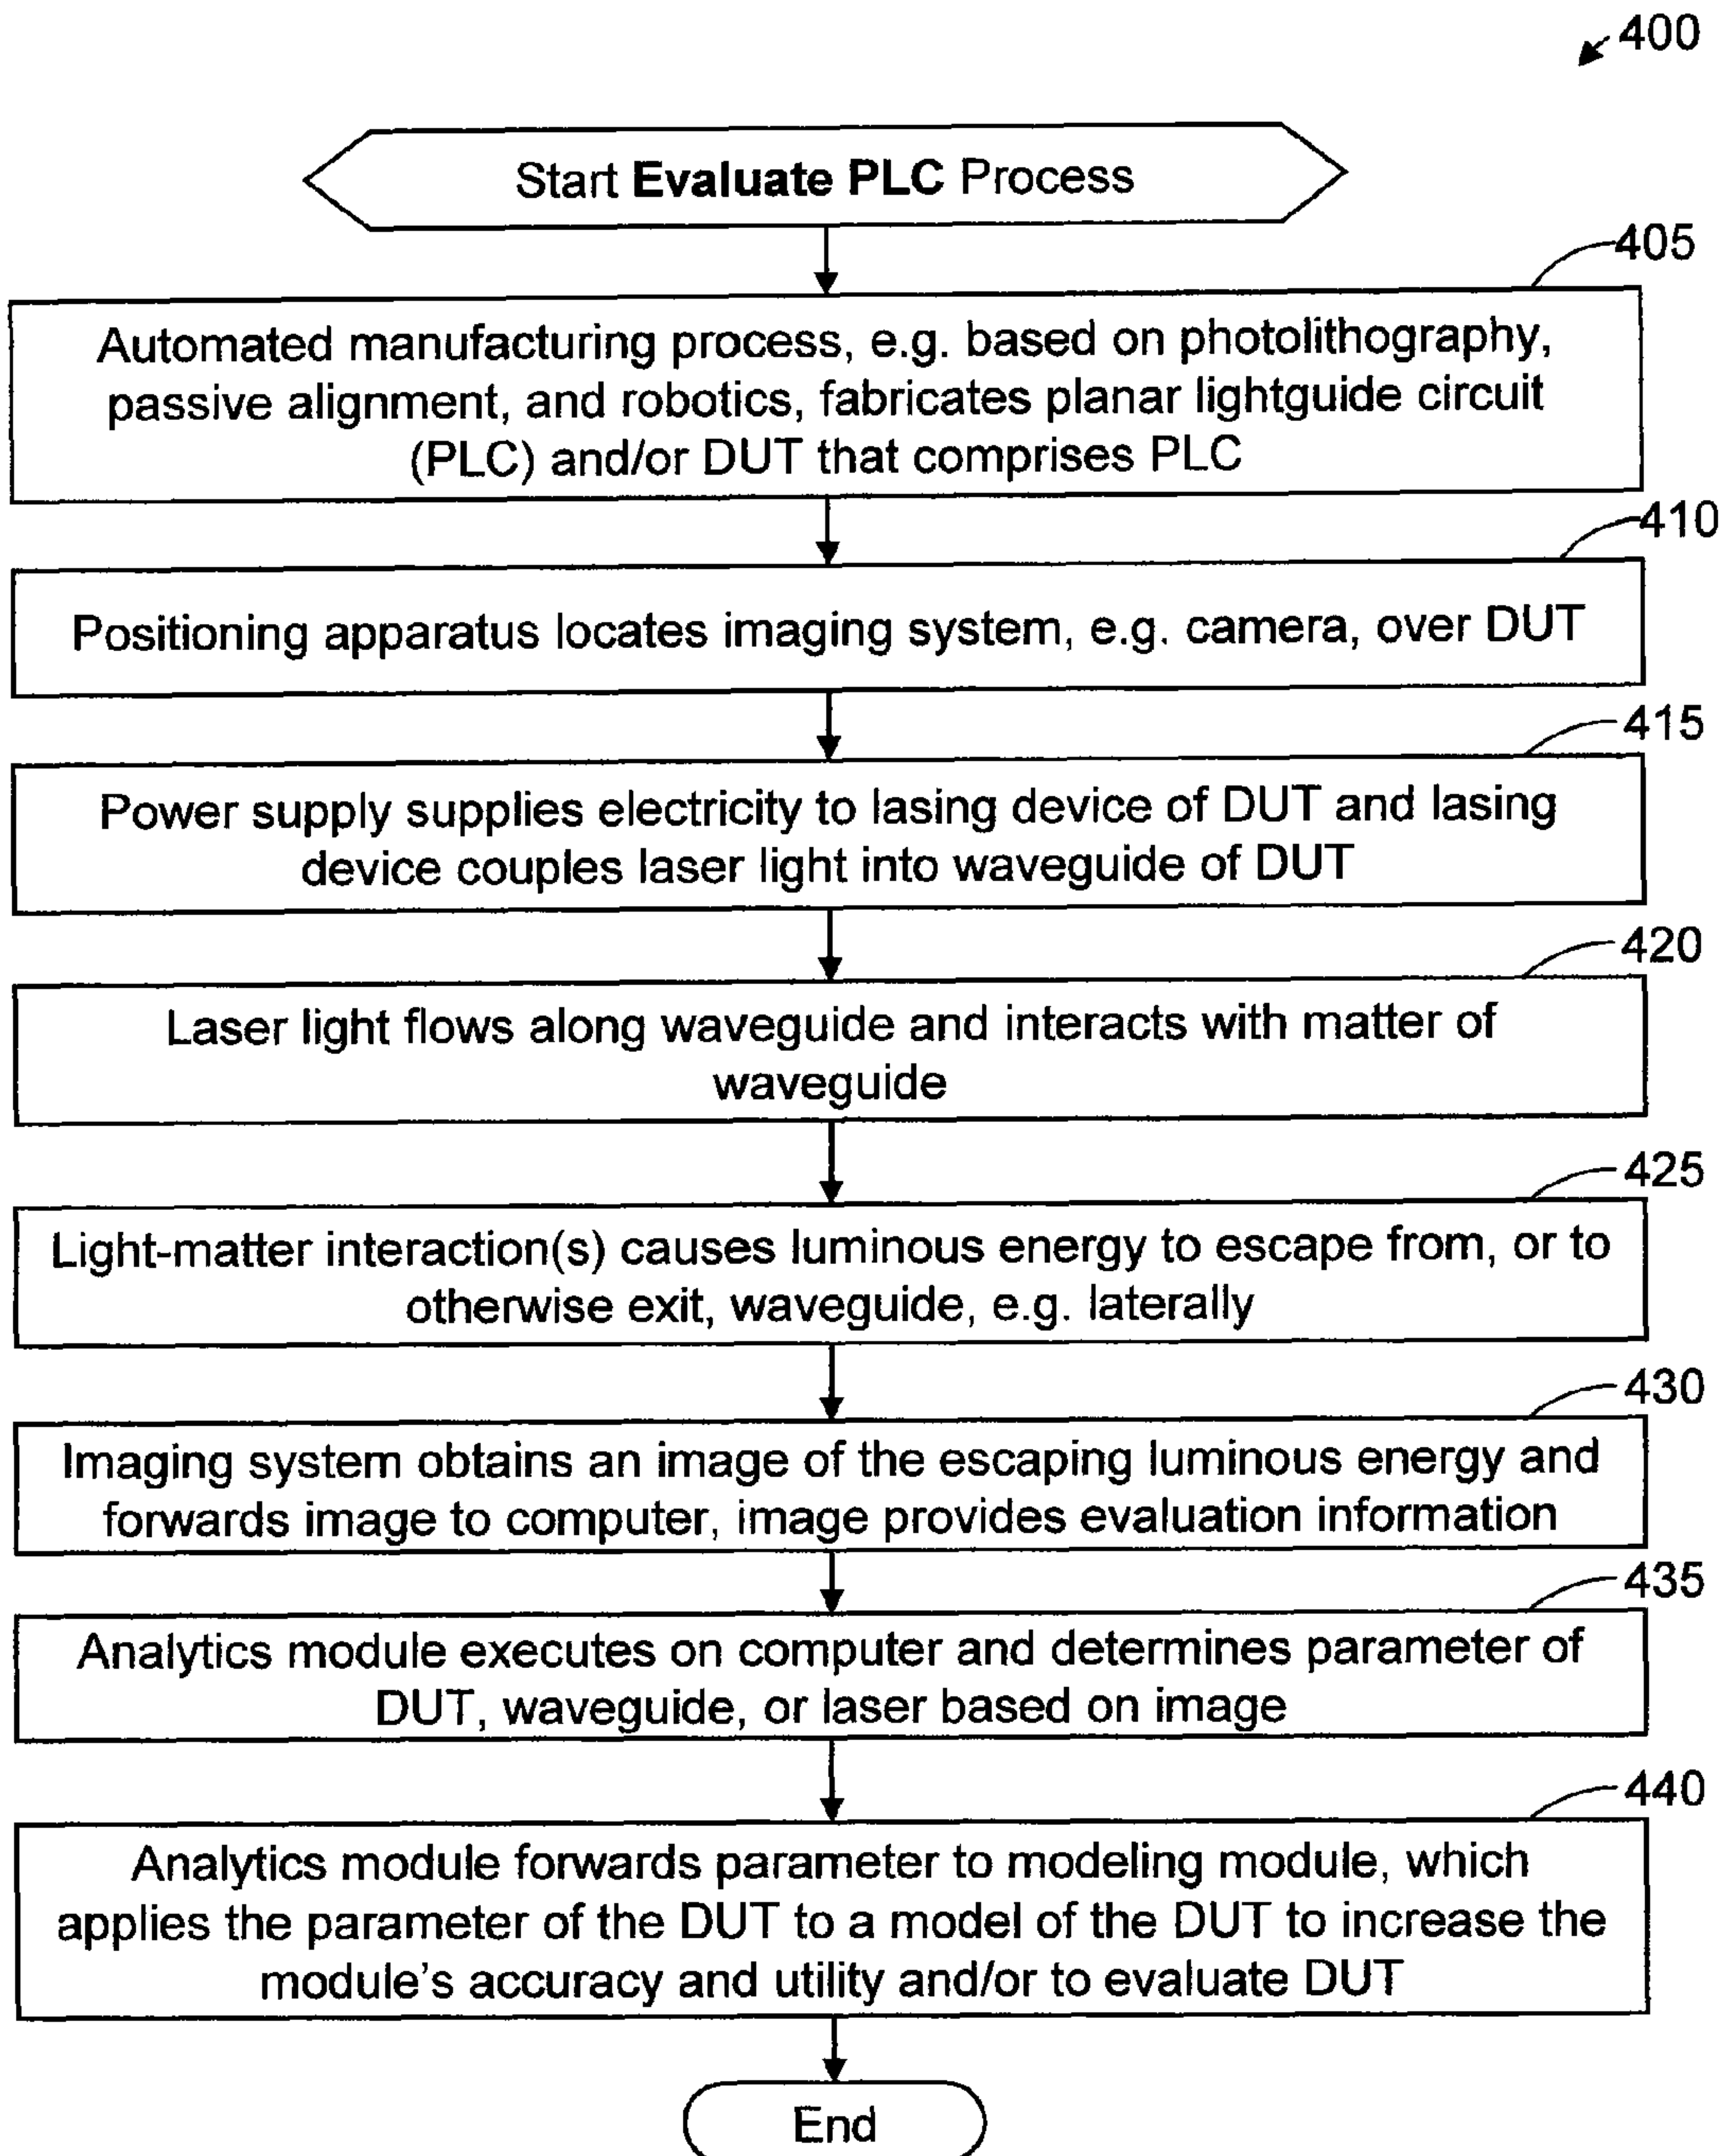 400
Start Evaluate PLC Process
405
Automated manufacturing process, e.g. based on photolithography,
passive alignment, and robotics, fabricates planar lightguide circuit
(PLC) and/or DUT that comprises PLC
410
Positioning apparatus locates imaging system, e.g. camera, over DUT
415
Power supply supplies electricity to lasing device of DUT and lasing
device couples laser light into waveguide of DUT
420
Laser light flows along waveguide and interacts with matter of
waveguide
425
Light-matter interaction(s) causes luminous energy to escape from, or to
otherwise exit, waveguide, e.g. laterally
430
Imaging system obtains an image of the escaping luminous energy and
forwards image to computer, image provides evaluation information
435
Analytics module executes on computer and determines parameter of
DUT, waveguide, or laser based on image
440
Analytics module forwards parameter to modeling module, which
applies the parameter of the DUT to a model of the DUT to increase the
module's accuracy and utility and/or to evaluate DUT
End